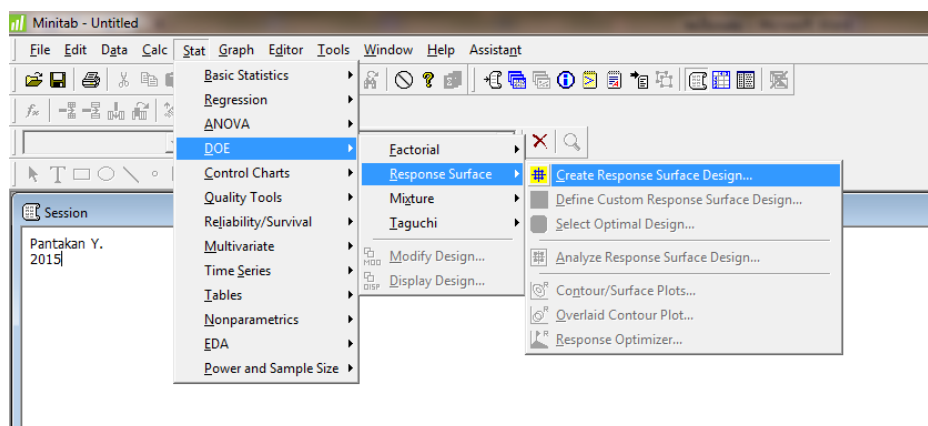 Minitab - Untitled
File Edit Data Calc Stat Graph Editor Tools Window Help Assistant
Basic Statistics
Regression
ANOVA
DOE
Control Charts
Quality Tools
Reliability/Survival
Multivariate
Time Series
Tables
Nonparametrics
EDA
Power and Sample Size
Factorial
Response Surface
Mixture
Taguchi
Modify Design...
Display Design...
Create Response Surface Design...
Define Custom Response Surface Design...
Select Optimal Design...
Analyze Response Surface Design...
Contour/Surface Plots...
Overlaid Contour Plot...
Response Optimizer...
Session
Pantakan Y.
2015